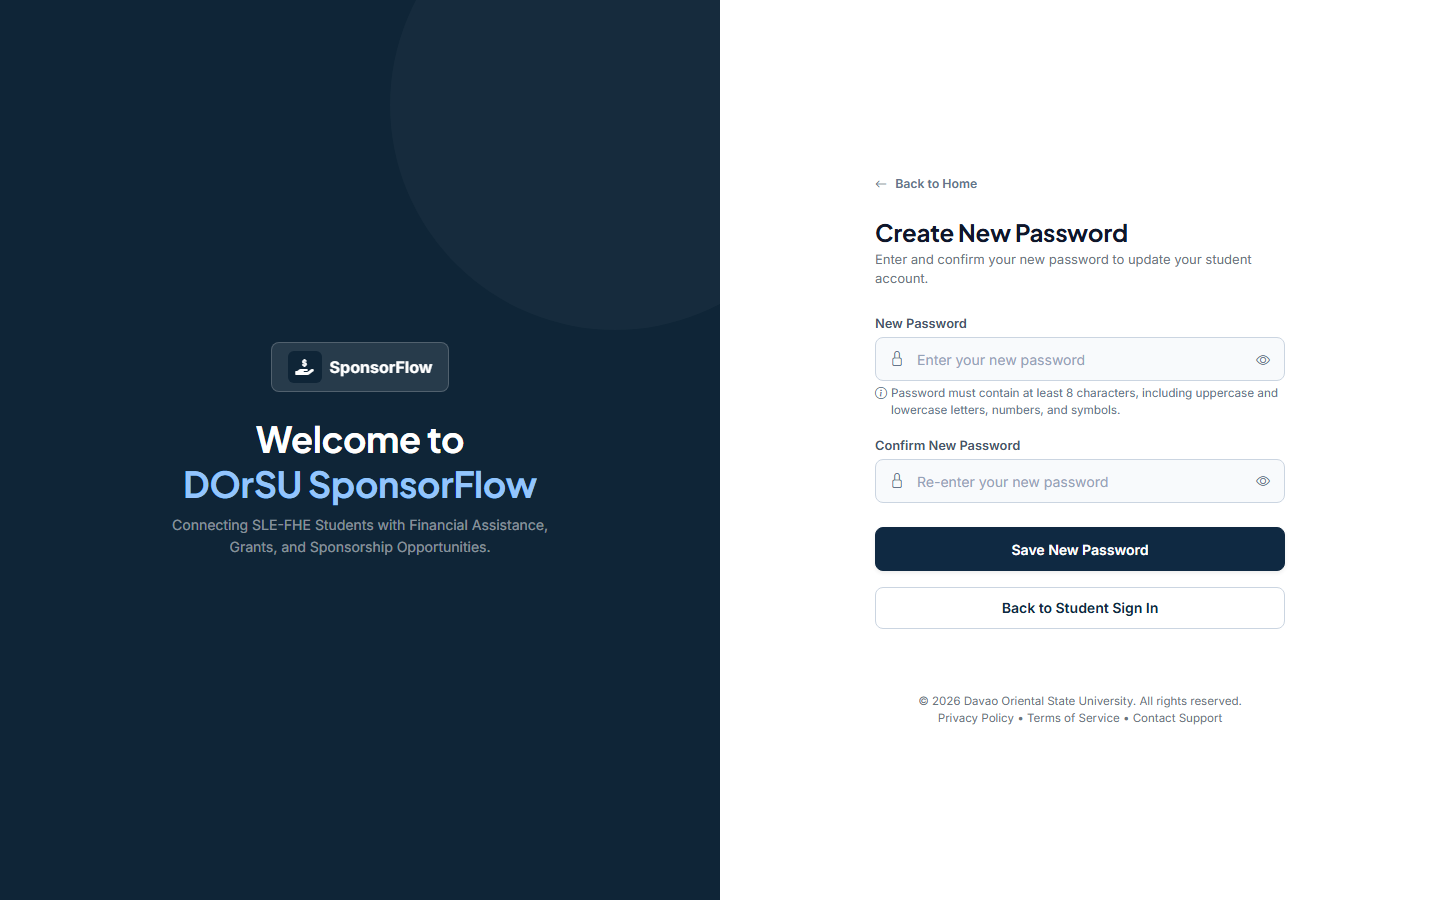 SponsorFlow
Welcome to
DOrSU SponsorFlow
Connecting SLE-FHE Students with Financial Assistance,
Grants, and Sponsorship Opportunities.
Back to Home
Create New Password
Enter and confirm your new password to update your student
account.
New Password
Enter your new password
Password must contain at least 8 characters, including uppercase and
lowercase letters, numbers, and symbols.
Confirm New Password
Re-enter your new password
Save New Password
Back to Student Sign In
© 2026 Davao Oriental State University. All rights reserved.
Privacy Policy • Terms of Service • Contact Support